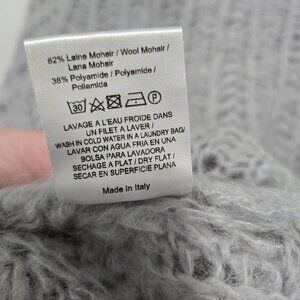 62% Laine Mohair / Wool Mohair /
Lana Mohair
38% Polyamide / Polyamide /
Poliamida
30 P
LAVAGE A L'EAU FROIDE DANS
UN FILET A LAVER /
WASH IN COLD WATER IN A LAUNDRY BAG/
LAVAR CON AGUA FRIA EN UNA
BOLSA PARA LAVADORA
SECHAGE A PLAT / DRY FLAT /
SECAR EN SUPERFICIE PLANA
Made in Italy